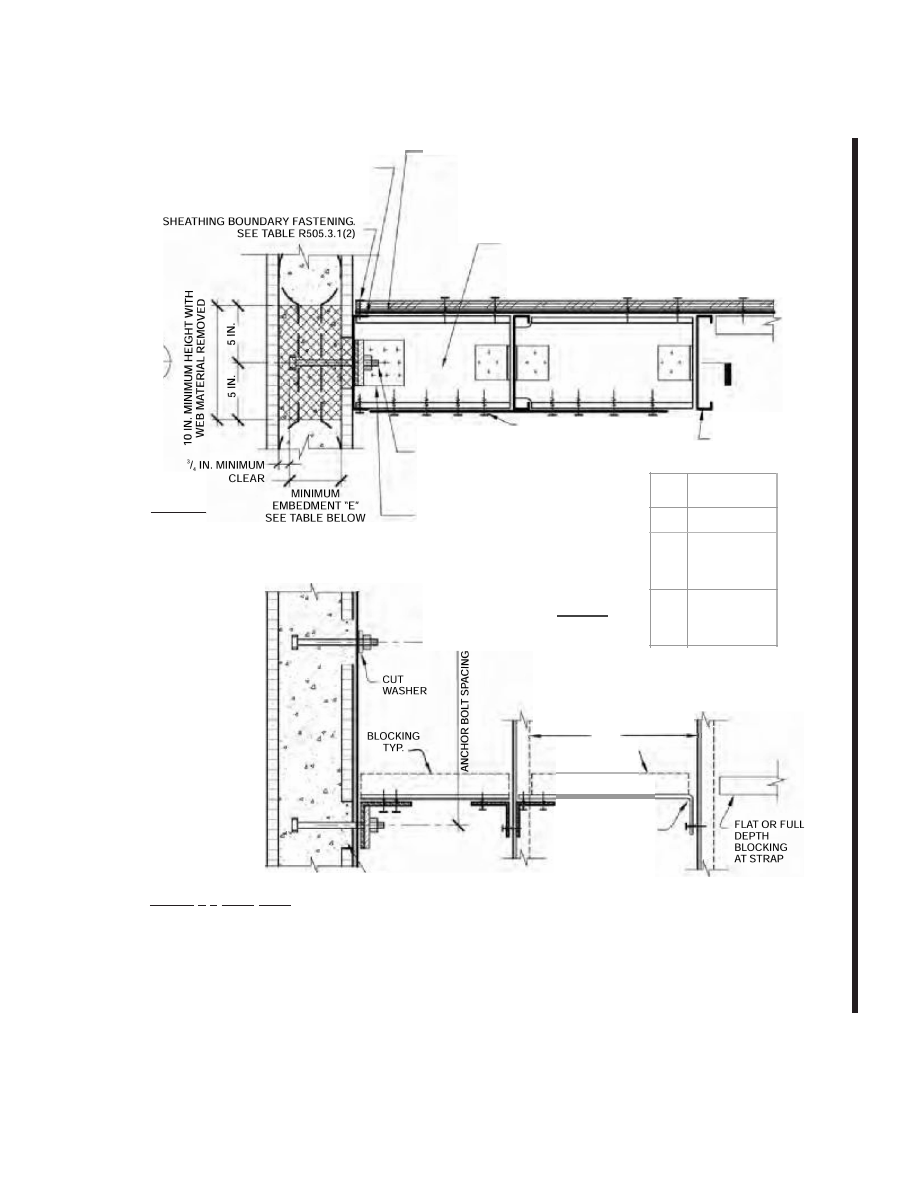 SHEATHING BOUNDARY FASTENING.
SEE TABLE R505.3.1(2)
10 IN. MINIMUM HEIGHT WITH
WEB MATERIAL REMOVED
5 IN.
5 IN.
3/4 IN. MINIMUM
CLEAR
MINIMUM
EMBEDMENT "E"
SEE TABLE BELOW
CUT
WASHER
ANCHOR BOLT SPACING
BLOCKING
TYP.
FLAT OR FULL
DEPTH
BLOCKING
AT STRAP